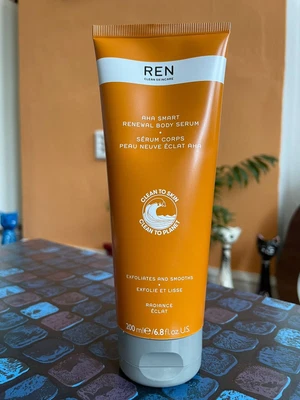 REN
CLEAN SKINCARE
AHA SMART
RENEWAL BODY SERUM
•
SÉRUM CORPS
PEAU NEUVE ÉCLAT AHA
CLEAN TO SKIN
CLEAN TO PLANET
EXFOLIATES AND SMOOTHS
•
EXFOLIE ET LISSE
RADIANCE
ÉCLAT
200 ml ℮ / 6.8 fl.oz. US